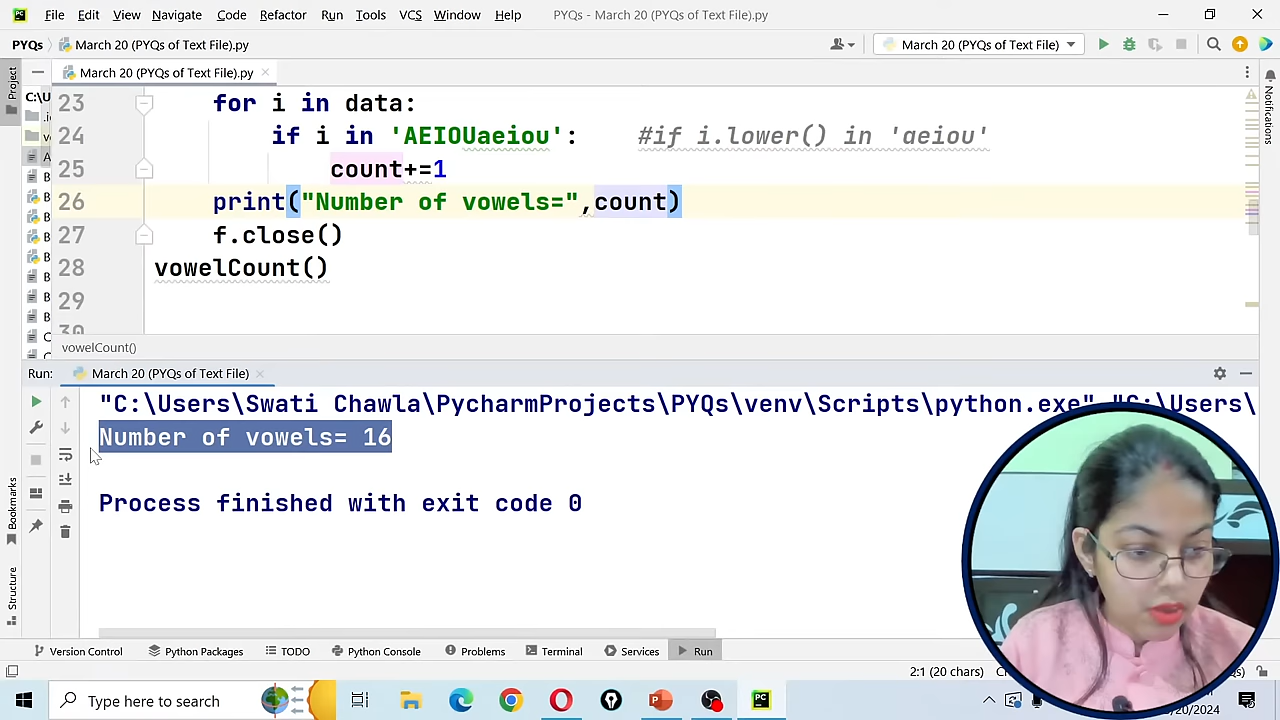 File Edit View Navigate Code Refactor Run Tools VCS Window Help PYQs - March 20 (PYQs of Text File).py
PYQs March 20 (PYQs of Text File).py March 20 (PYQs of Text File)
Project
March 20 (PYQs of Text File).py
Notifications
C:\U
23 for i in data:
24 if i in 'AEIOUaeiou': #if i.lower() in 'aeiou'
25 count+=1
26 print("Number of vowels=",count)
27 f.close()
28 vowelCount()
29
30
vowelCount()
Run: March 20 (PYQs of Text File)
"C:\Users\Swati Chawla\PycharmProjects\PYQs\venv\Scripts\python.exe" "C:\Users\
Number of vowels= 16
Process finished with exit code 0
Bookmarks
Structure
Version Control Python Packages TODO Python Console Problems Terminal Services Run
2:1 (20 chars)
Type here to search